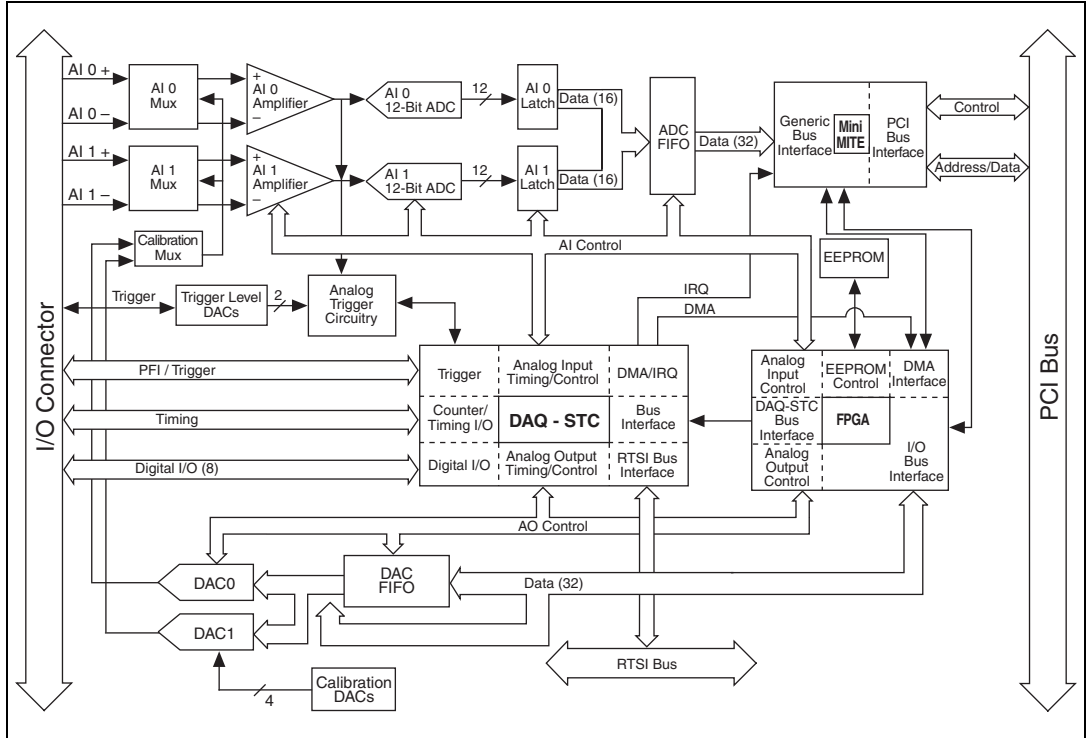 I/O Connector
PCI Bus
AI 0 +
AI 0 –
AI 1 +
AI 1 –
AI 0
Mux
AI 1
Mux
+
AI 0
Amplifier
–
+
AI 1
Amplifier
–
AI 0
12-Bit ADC
AI 1
12-Bit ADC
12
12
AI 0
Latch
AI 1
Latch
Data (16)
Data (16)
ADC
FIFO
Data (32)
Generic
Bus
Interface
Mini
MITE
PCI
Bus
Interface
Control
Address/Data
Calibration
Mux
AI Control
EEPROM
Trigger
Trigger Level
DACs
2
Analog
Trigger
Circuitry
IRQ
DMA
PFI / Trigger
Timing
Digital I/O (8)
Trigger
Analog Input
Timing/Control
DMA/IRQ
Counter/
Timing I/O
DAQ - STC
Bus
Interface
Digital I/O
Analog Output
Timing/Control
RTSI Bus
Interface
Analog
Input
Control
EEPROM
Control
DMA
Interface
DAQ-STC
Bus
Interface
FPGA
Analog
Output
Control
I/O
Bus
Interface
AO Control
DAC0
DAC
FIFO
Data (32)
DAC1
RTSI Bus
Calibration
DACs
4